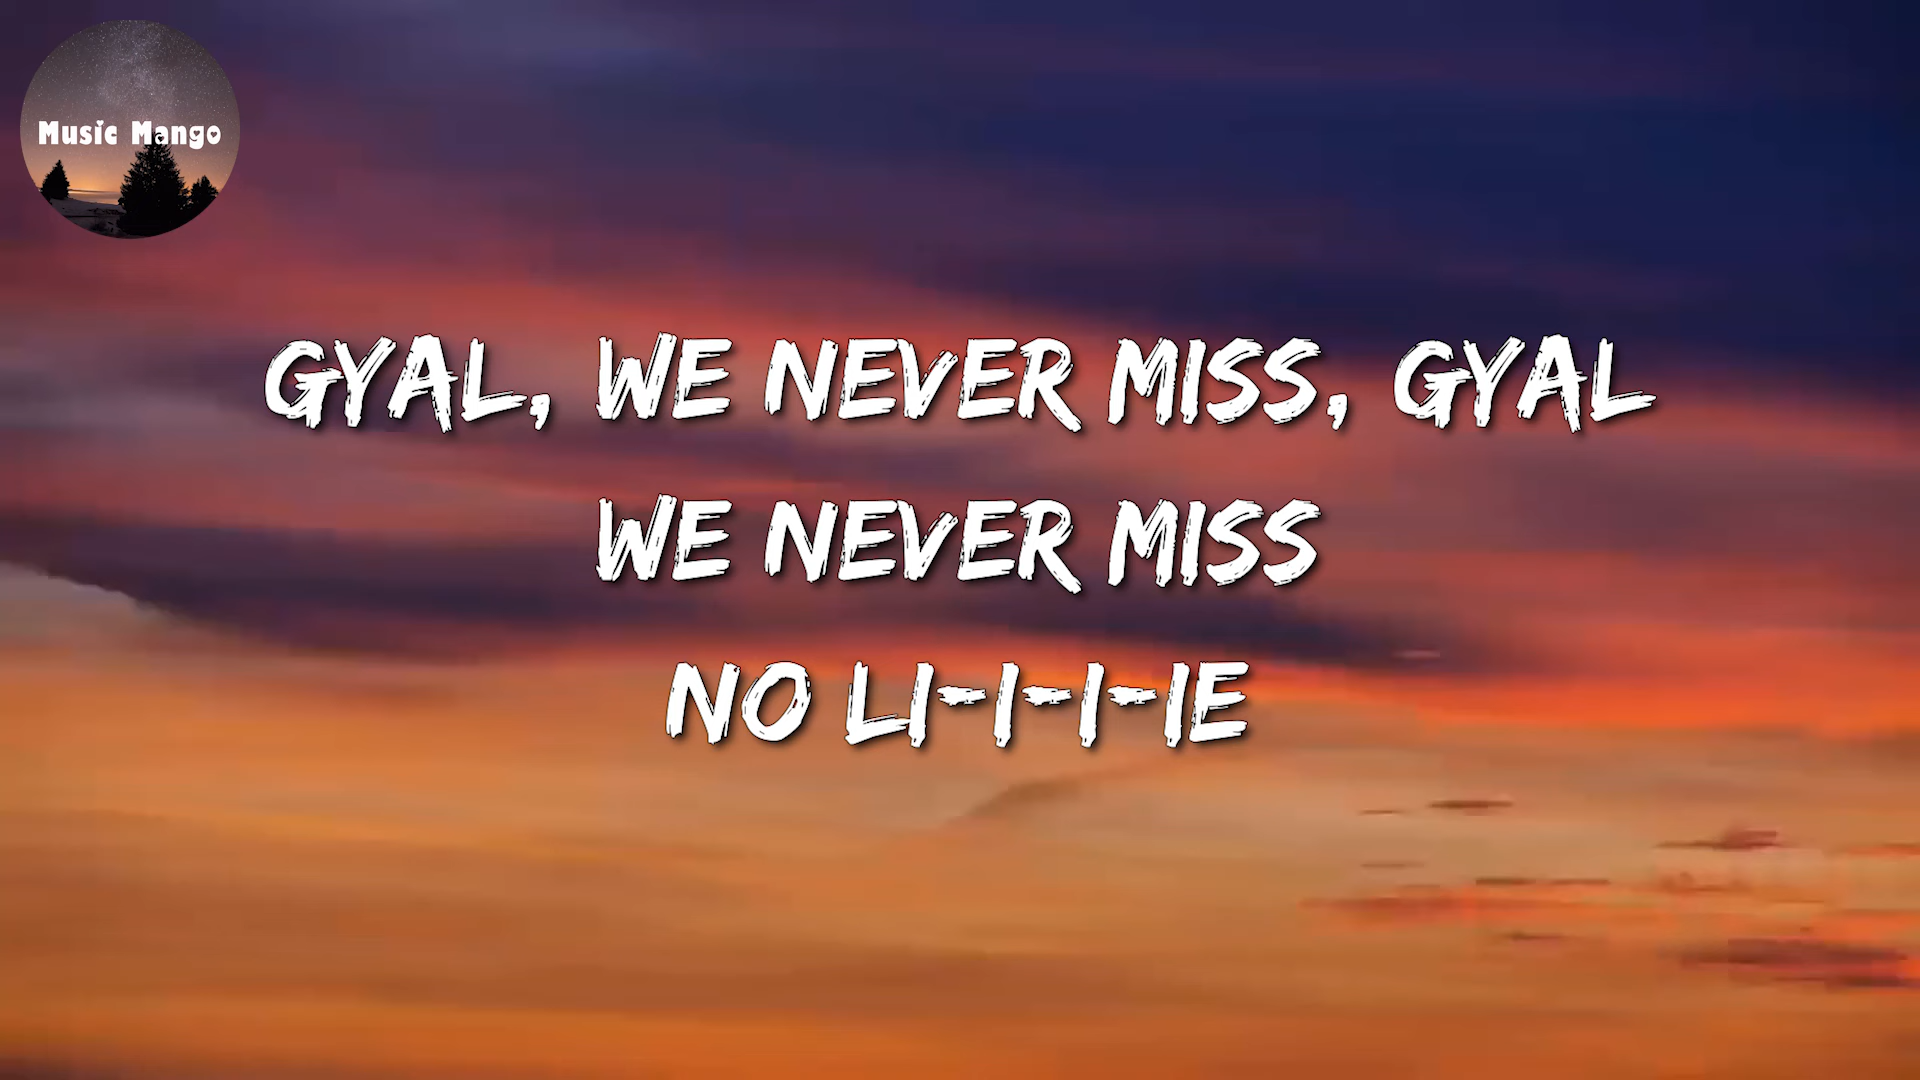 Music Mango
GYAL, WE NEVER MISS, GYAL
WE NEVER MISS
NO LI-I-I-IE